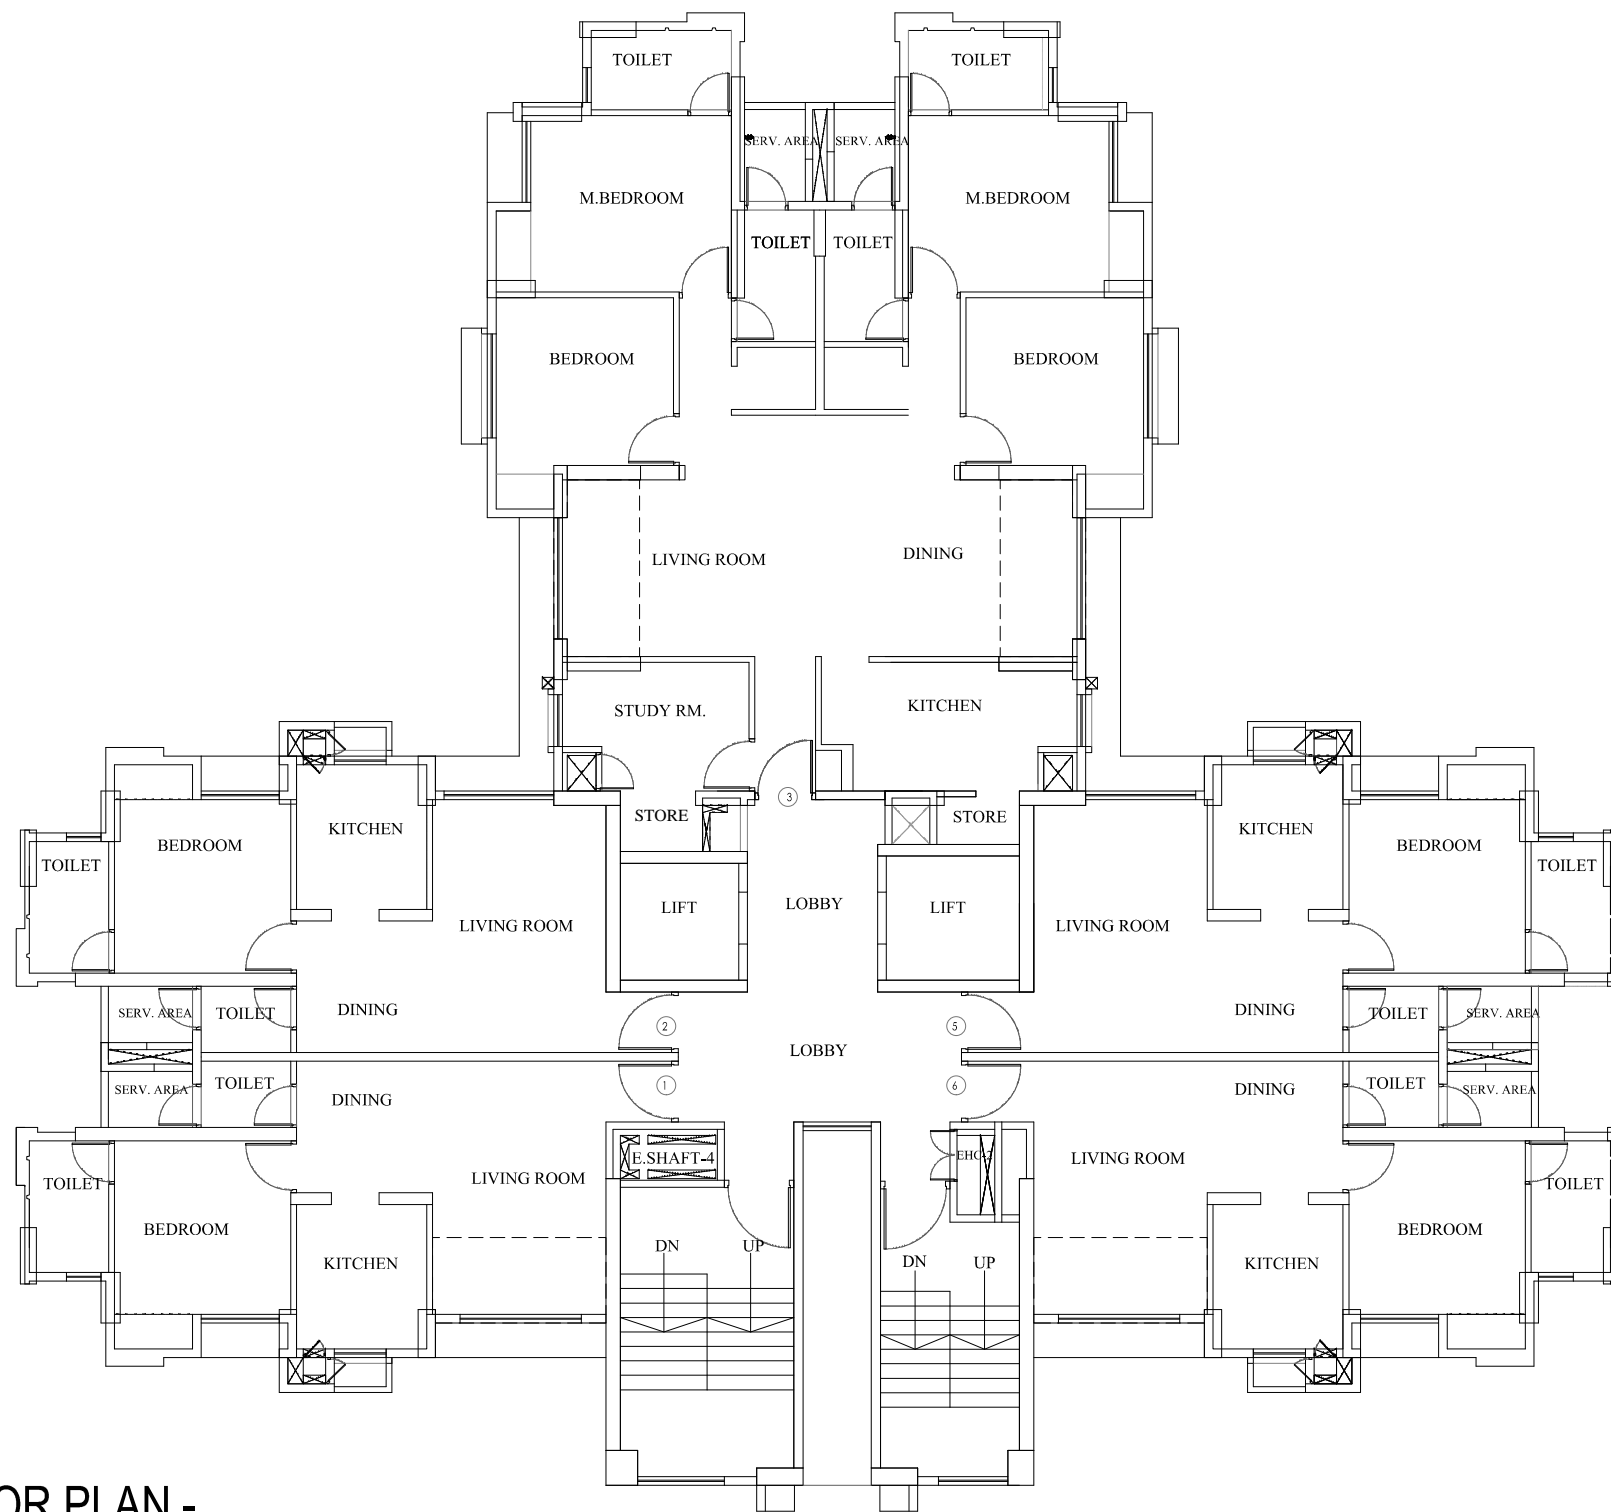 TOILET
TOILET
SERV. AREA
SERV. AREA
M.BEDROOM
M.BEDROOM
TOILET
TOILET
BEDROOM
BEDROOM
LIVING ROOM
DINING
STUDY RM.
KITCHEN
3
STORE
STORE
KITCHEN
KITCHEN
BEDROOM
BEDROOM
TOILET
TOILET
LIFT
LOBBY
LIFT
LIVING ROOM
LIVING ROOM
DINING
DINING
SERV. AREA
TOILET
TOILET
SERV. AREA
2
5
LOBBY
SERV. AREA
TOILET
1
6
TOILET
SERV. AREA
DINING
DINING
E.SHAFT-4
EHC-2
LIVING ROOM
LIVING ROOM
TOILET
TOILET
BEDROOM
BEDROOM
KITCHEN
KITCHEN
DN
UP
DN
UP
OR PLAN -